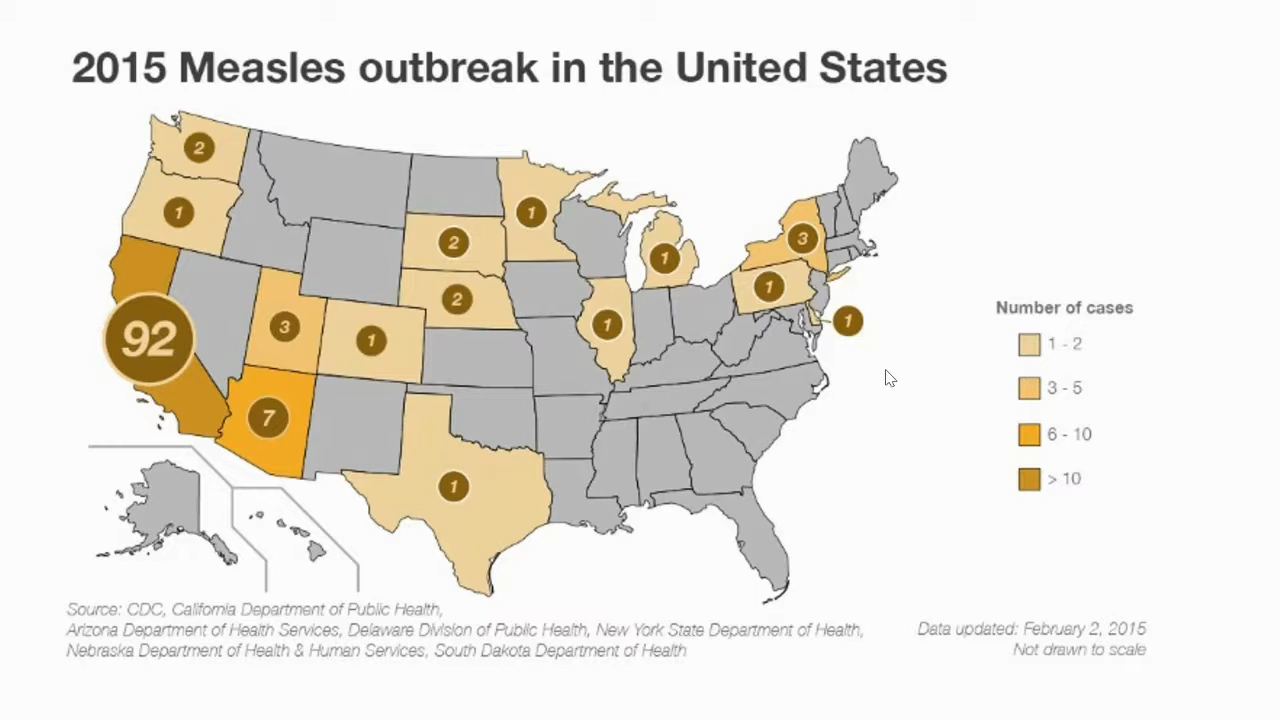 2015 Measles outbreak in the United States
2
1
2
1
1
3
2
1
92
3
1
1
1
7
1
Number of cases
1 - 2
3 - 5
6 - 10
> 10
Source: CDC, California Department of Public Health,
Arizona Department of Health Services, Delaware Division of Public Health, New York State Department of Health,
Nebraska Department of Health & Human Services, South Dakota Department of Health
Data updated: February 2, 2015
Not drawn to scale